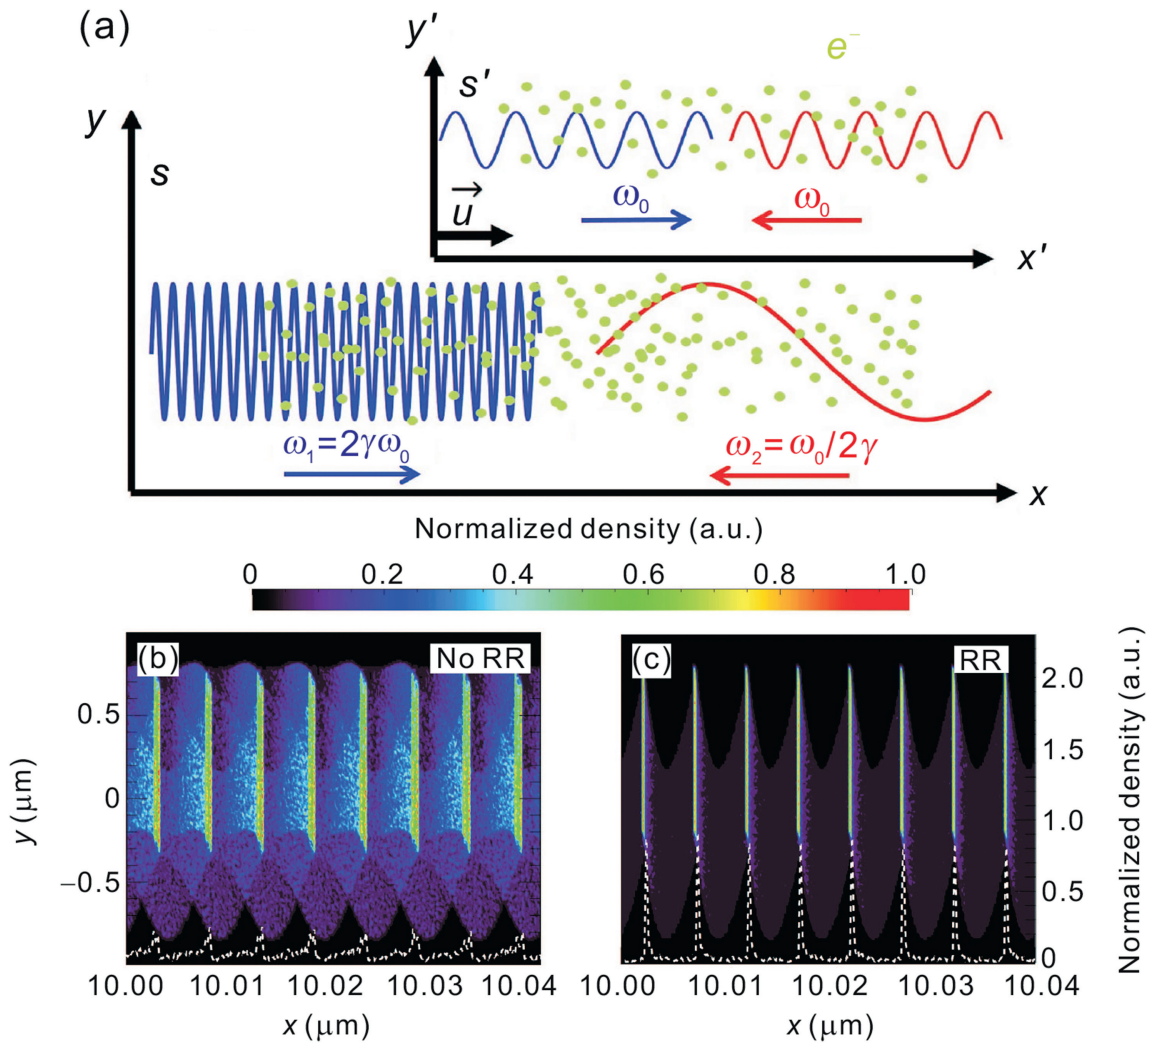 (a)
y′
e⁻
s′
y
s
ω₀
ω₀
u⃗
x′
ω₁=2γω₀
ω₂=ω₀/2γ
x
Normalized density (a.u.)
0 0.2 0.4 0.6 0.8 1.0
(b) No RR
(c) RR
0.5
0
−0.5
y (μm)
2.0
1.5
1.0
0.5
0
Normalized density (a.u.)
10.00 10.01 10.02 10.03 10.04
10.00 10.01 10.02 10.03 10.04
x (μm)
x (μm)